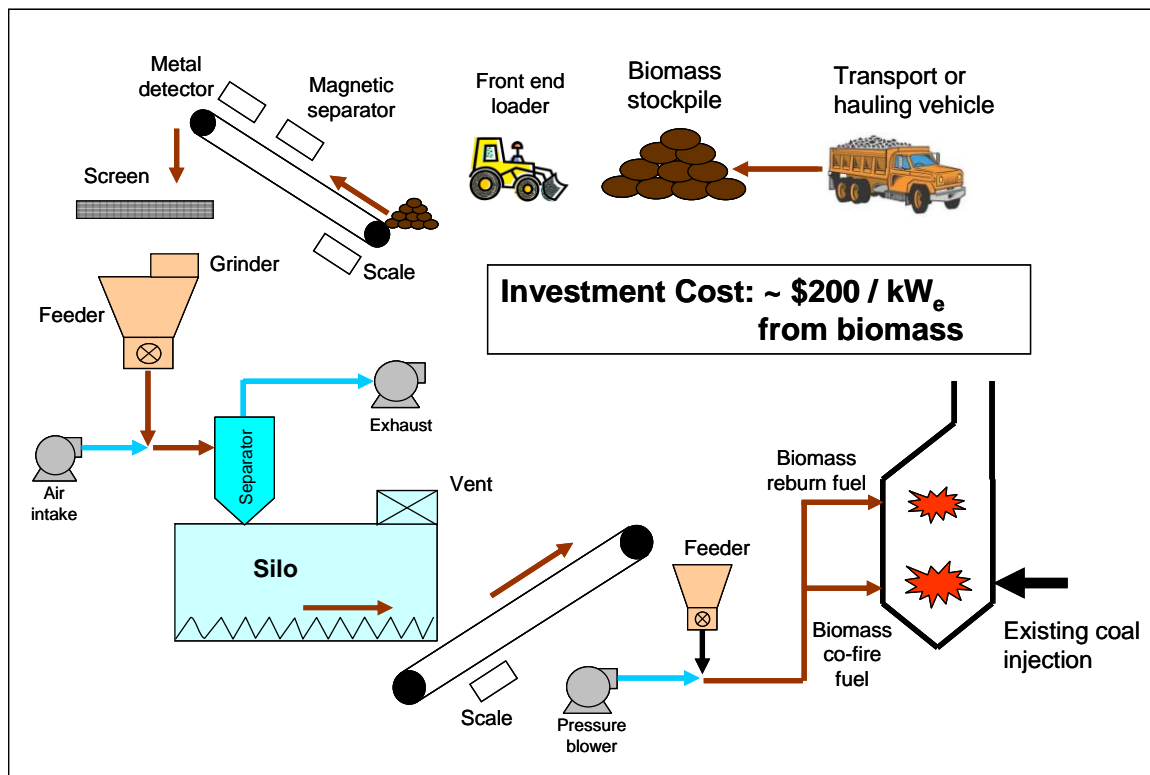 Metal
detector
Magnetic
separator
Front end
loader
Biomass
stockpile
Transport or
hauling vehicle
Screen
Scale
Grinder
Feeder
Investment Cost: ~ $200 / kWe
from biomass
Exhaust
Air
intake
Separator
Vent
Silo
Scale
Feeder
Pressure
blower
Biomass
reburn fuel
Biomass
co-fire
fuel
Existing coal
injection